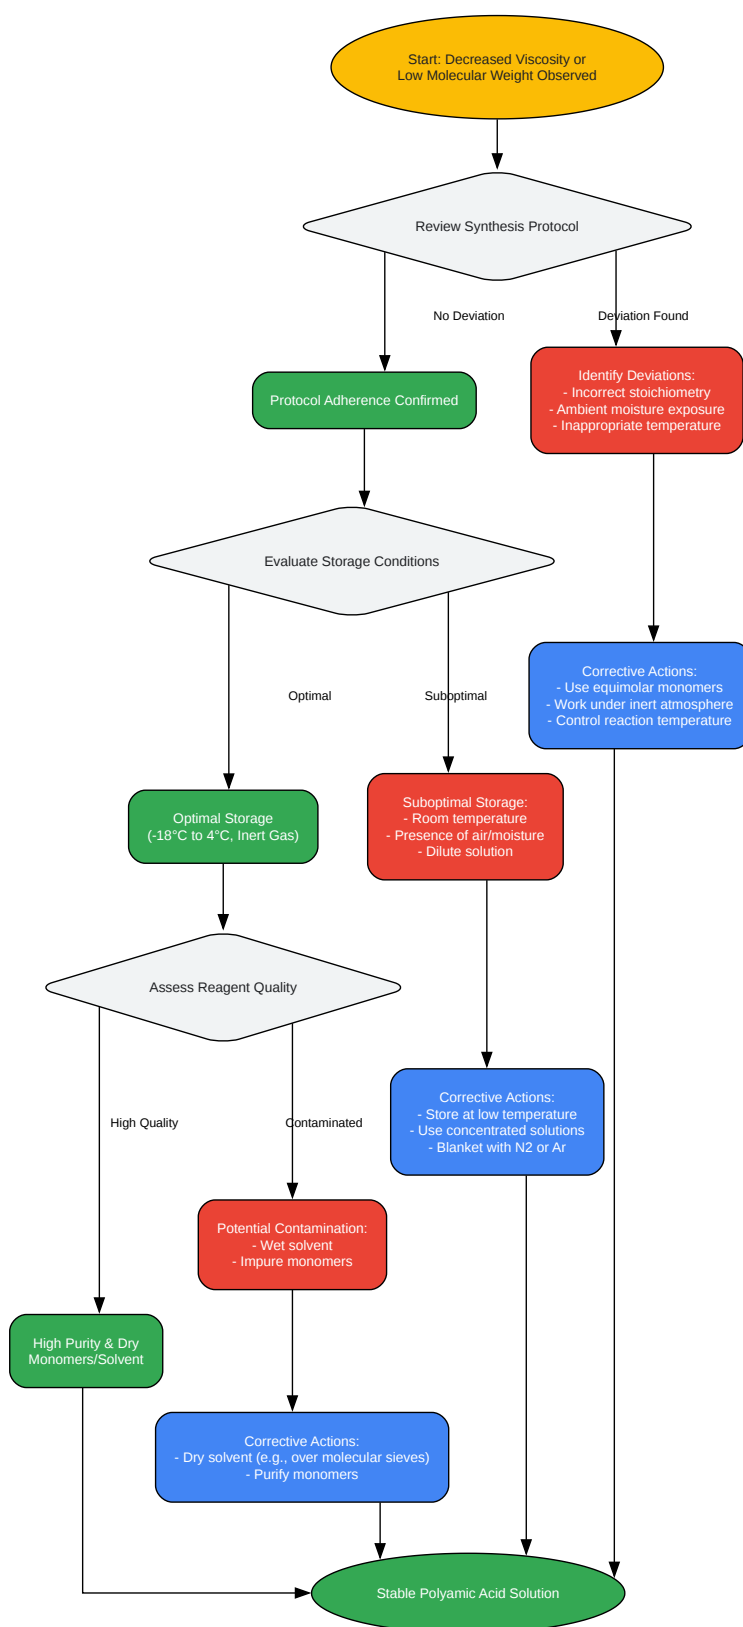 Start: Decreased Viscosity or
Low Molecular Weight Observed
Review Synthesis Protocol
No Deviation
Deviation Found
Protocol Adherence Confirmed
Identify Deviations:
- Incorrect stoichiometry
- Ambient moisture exposure
- Inappropriate temperature
Evaluate Storage Conditions
Optimal
Suboptimal
Corrective Actions:
- Use equimolar monomers
- Work under inert atmosphere
- Control reaction temperature
Optimal Storage
(-18°C to 4°C, Inert Gas)
Suboptimal Storage:
- Room temperature
- Presence of air/moisture
- Dilute solution
Assess Reagent Quality
High Quality
Contaminated
Corrective Actions:
- Store at low temperature
- Use concentrated solutions
- Blanket with N2 or Ar
Potential Contamination:
- Wet solvent
- Impure monomers
High Purity & Dry
Monomers/Solvent
Corrective Actions:
- Dry solvent (e.g., over molecular sieves)
- Purify monomers
Stable Polyamic Acid Solution